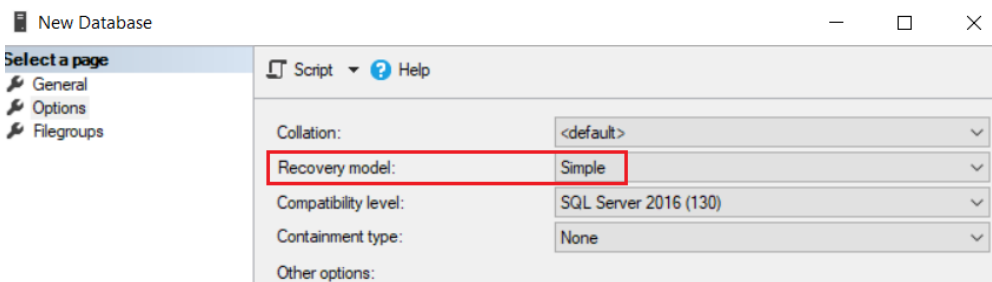 New Database
Select a page
General
Options
Filegroups
Script Help
Collation: <default>
Recovery model: Simple
Compatibility level: SQL Server 2016 (130)
Containment type: None
Other options: